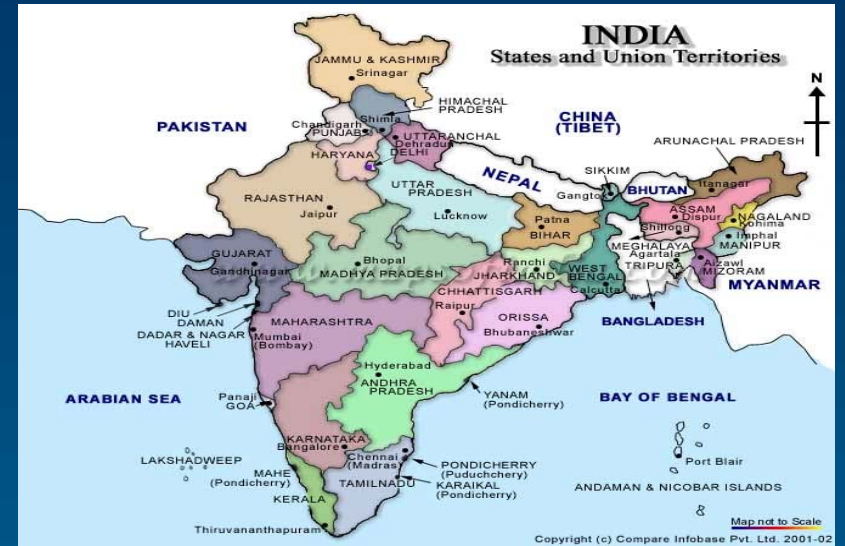 INDIA
States and Union Territories
N
JAMMU & KASHMIR
Srinagar
HIMACHAL
PRADESH
PAKISTAN
CHINA
(TIBET)
Chandigarh
Shimla
PUNJAB
UTTARANCHAL
Dehradun
ARUNACHAL PRADESH
HARYANA
DELHI
NEPAL
SIKKIM
Gangtok
BHUTAN
Itanagar
RAJASTHAN
Jaipur
UTTAR
PRADESH
Lucknow
Patna
BIHAR
ASSAM
Dispur
NAGALAND
Kohima
Shillong
MEGHALAYA
Imphal
MANIPUR
Agartala
TRIPURA
Aizawl
MIZORAM
GUJARAT
Gandhinagar
Bhopal
MADHYA PRADESH
Ranchi
JHARKHAND
WEST
BENGAL
Calcutta
MYANMAR
CHHATTISGARH
Raipur
DIU
DAMAN
DADAR & NAGAR
HAVELI
MAHARASHTRA
Mumbai
(Bombay)
ORISSA
Bhubaneshwar
BANGLADESH
Hyderabad
ANDHRA
PRADESH
YANAM
(Pondicherry)
ARABIAN SEA
BAY OF BENGAL
Panaji
GOA
KARNATAKA
Bangalore
Chennai
(Madras)
LAKSHADWEEP
MAHE
(Pondicherry)
PONDICHERRY
(Puduchchery)
KARAIKAL
(Pondicherry)
TAMILNADU
KERALA
Thiruvananthapuram
Port Blair
ANDAMAN & NICOBAR ISLANDS
Map not to Scale
Copyright (c) Compare Infobase Pvt. Ltd. 2001-02